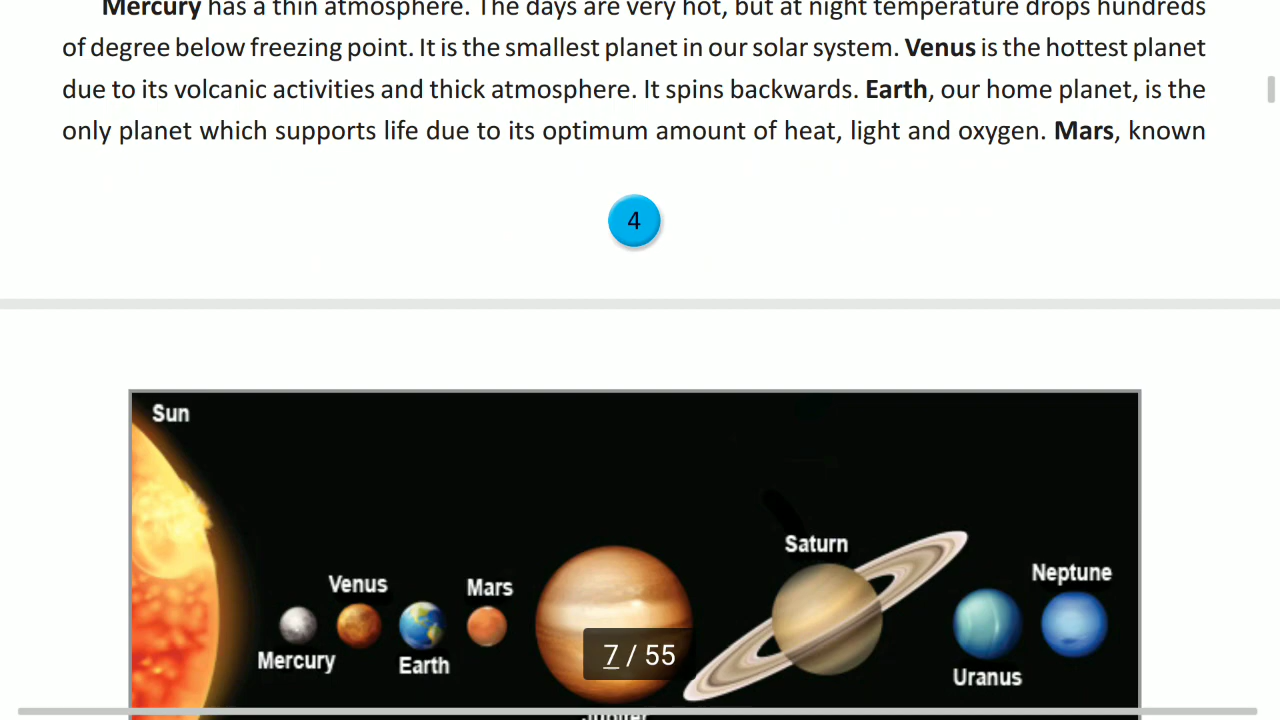 Mercury has a thin atmosphere. The days are very hot, but at night temperature drops hundreds
of degree below freezing point. It is the smallest planet in our solar system. Venus is the hottest planet
due to its volcanic activities and thick atmosphere. It spins backwards. Earth, our home planet, is the
only planet which supports life due to its optimum amount of heat, light and oxygen. Mars, known
4
Sun
Saturn
Neptune
Venus
Mars
Mercury
Earth
7 / 55
Uranus
Jupiter